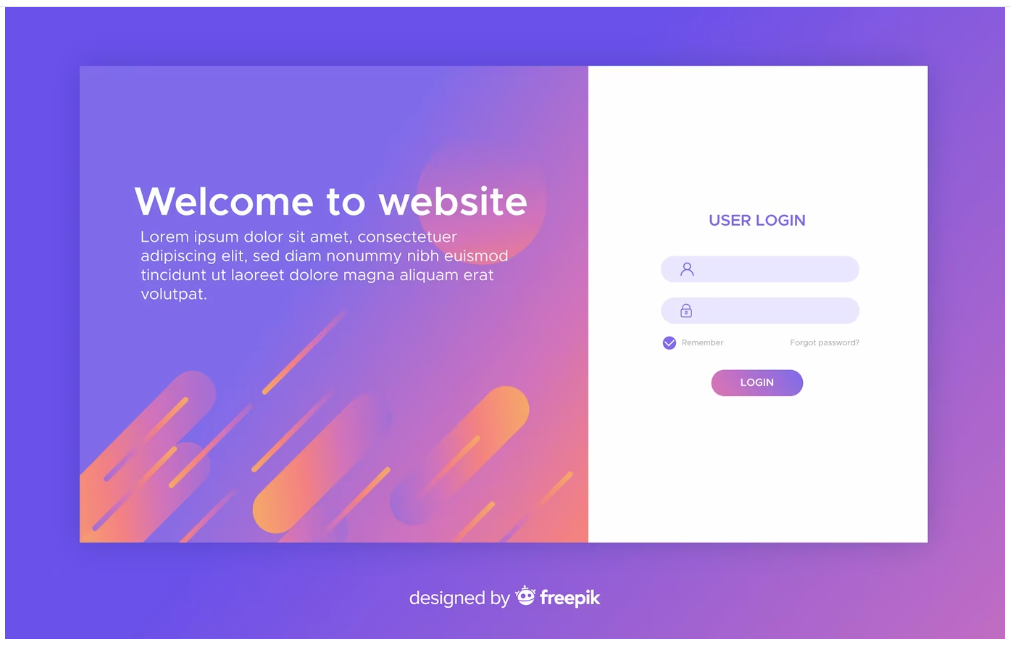 Welcome to website
Lorem ipsum dolor sit amet, consectetuer
adipiscing elit, sed diam nonummy nibh euismod
tincidunt ut laoreet dolore magna aliquam erat
volutpat.
USER LOGIN
Remember
Forgot password?
LOGIN
designed by freepik